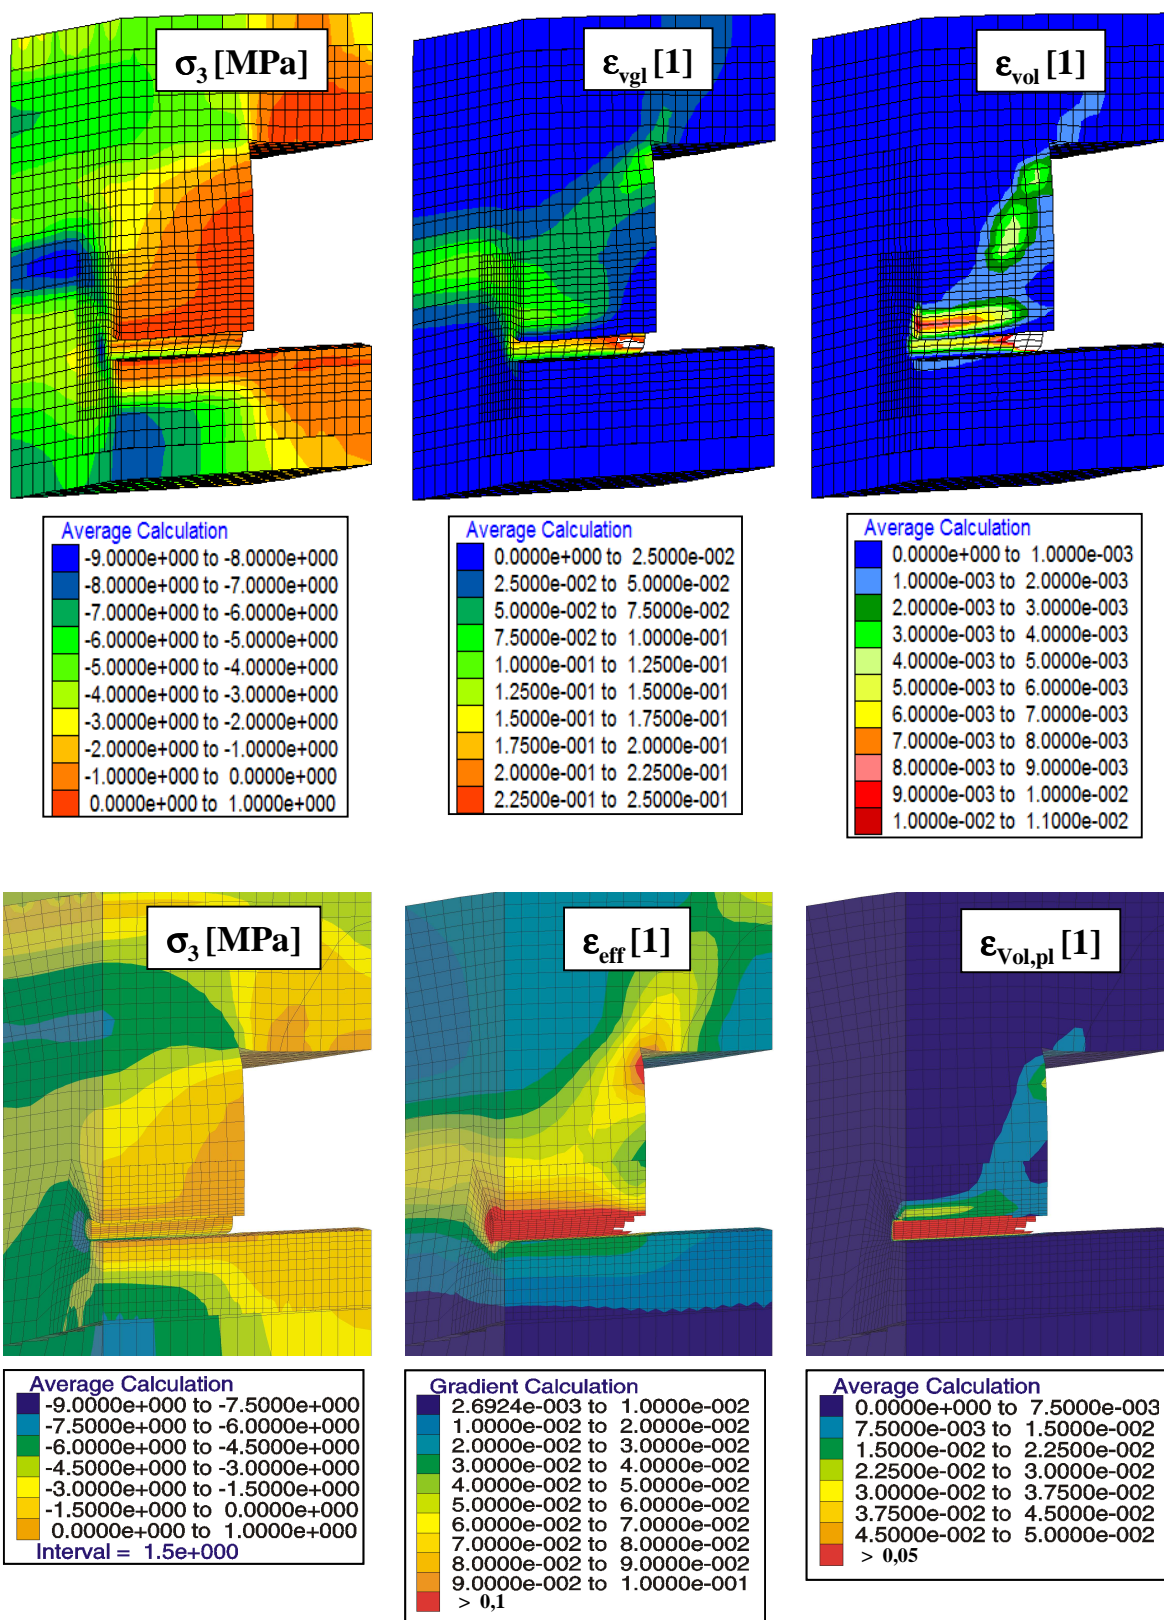 σ3 [MPa]
εvgl [1]
εvol [1]
Average Calculation
-9.0000e+000 to -8.0000e+000
-8.0000e+000 to -7.0000e+000
-7.0000e+000 to -6.0000e+000
-6.0000e+000 to -5.0000e+000
-5.0000e+000 to -4.0000e+000
-4.0000e+000 to -3.0000e+000
-3.0000e+000 to -2.0000e+000
-2.0000e+000 to -1.0000e+000
-1.0000e+000 to 0.0000e+000
0.0000e+000 to 1.0000e+000
Average Calculation
0.0000e+000 to 2.5000e-002
2.5000e-002 to 5.0000e-002
5.0000e-002 to 7.5000e-002
7.5000e-002 to 1.0000e-001
1.0000e-001 to 1.2500e-001
1.2500e-001 to 1.5000e-001
1.5000e-001 to 1.7500e-001
1.7500e-001 to 2.0000e-001
2.0000e-001 to 2.2500e-001
2.2500e-001 to 2.5000e-001
Average Calculation
0.0000e+000 to 1.0000e-003
1.0000e-003 to 2.0000e-003
2.0000e-003 to 3.0000e-003
3.0000e-003 to 4.0000e-003
4.0000e-003 to 5.0000e-003
5.0000e-003 to 6.0000e-003
6.0000e-003 to 7.0000e-003
7.0000e-003 to 8.0000e-003
8.0000e-003 to 9.0000e-003
9.0000e-003 to 1.0000e-002
1.0000e-002 to 1.1000e-002
σ3 [MPa]
εeff [1]
εVol,pl [1]
Average Calculation
-9.0000e+000 to -7.5000e+000
-7.5000e+000 to -6.0000e+000
-6.0000e+000 to -4.5000e+000
-4.5000e+000 to -3.0000e+000
-3.0000e+000 to -1.5000e+000
-1.5000e+000 to 0.0000e+000
0.0000e+000 to 1.0000e+000
Interval = 1.5e+000
Gradient Calculation
2.6924e-003 to 1.0000e-002
1.0000e-002 to 2.0000e-002
2.0000e-002 to 3.0000e-002
3.0000e-002 to 4.0000e-002
4.0000e-002 to 5.0000e-002
5.0000e-002 to 6.0000e-002
6.0000e-002 to 7.0000e-002
7.0000e-002 to 8.0000e-002
8.0000e-002 to 9.0000e-002
9.0000e-002 to 1.0000e-001
> 0,1
Average Calculation
0.0000e+000 to 7.5000e-003
7.5000e-003 to 1.5000e-002
1.5000e-002 to 2.2500e-002
2.2500e-002 to 3.0000e-002
3.0000e-002 to 3.7500e-002
3.7500e-002 to 4.5000e-002
4.5000e-002 to 5.0000e-002
> 0,05